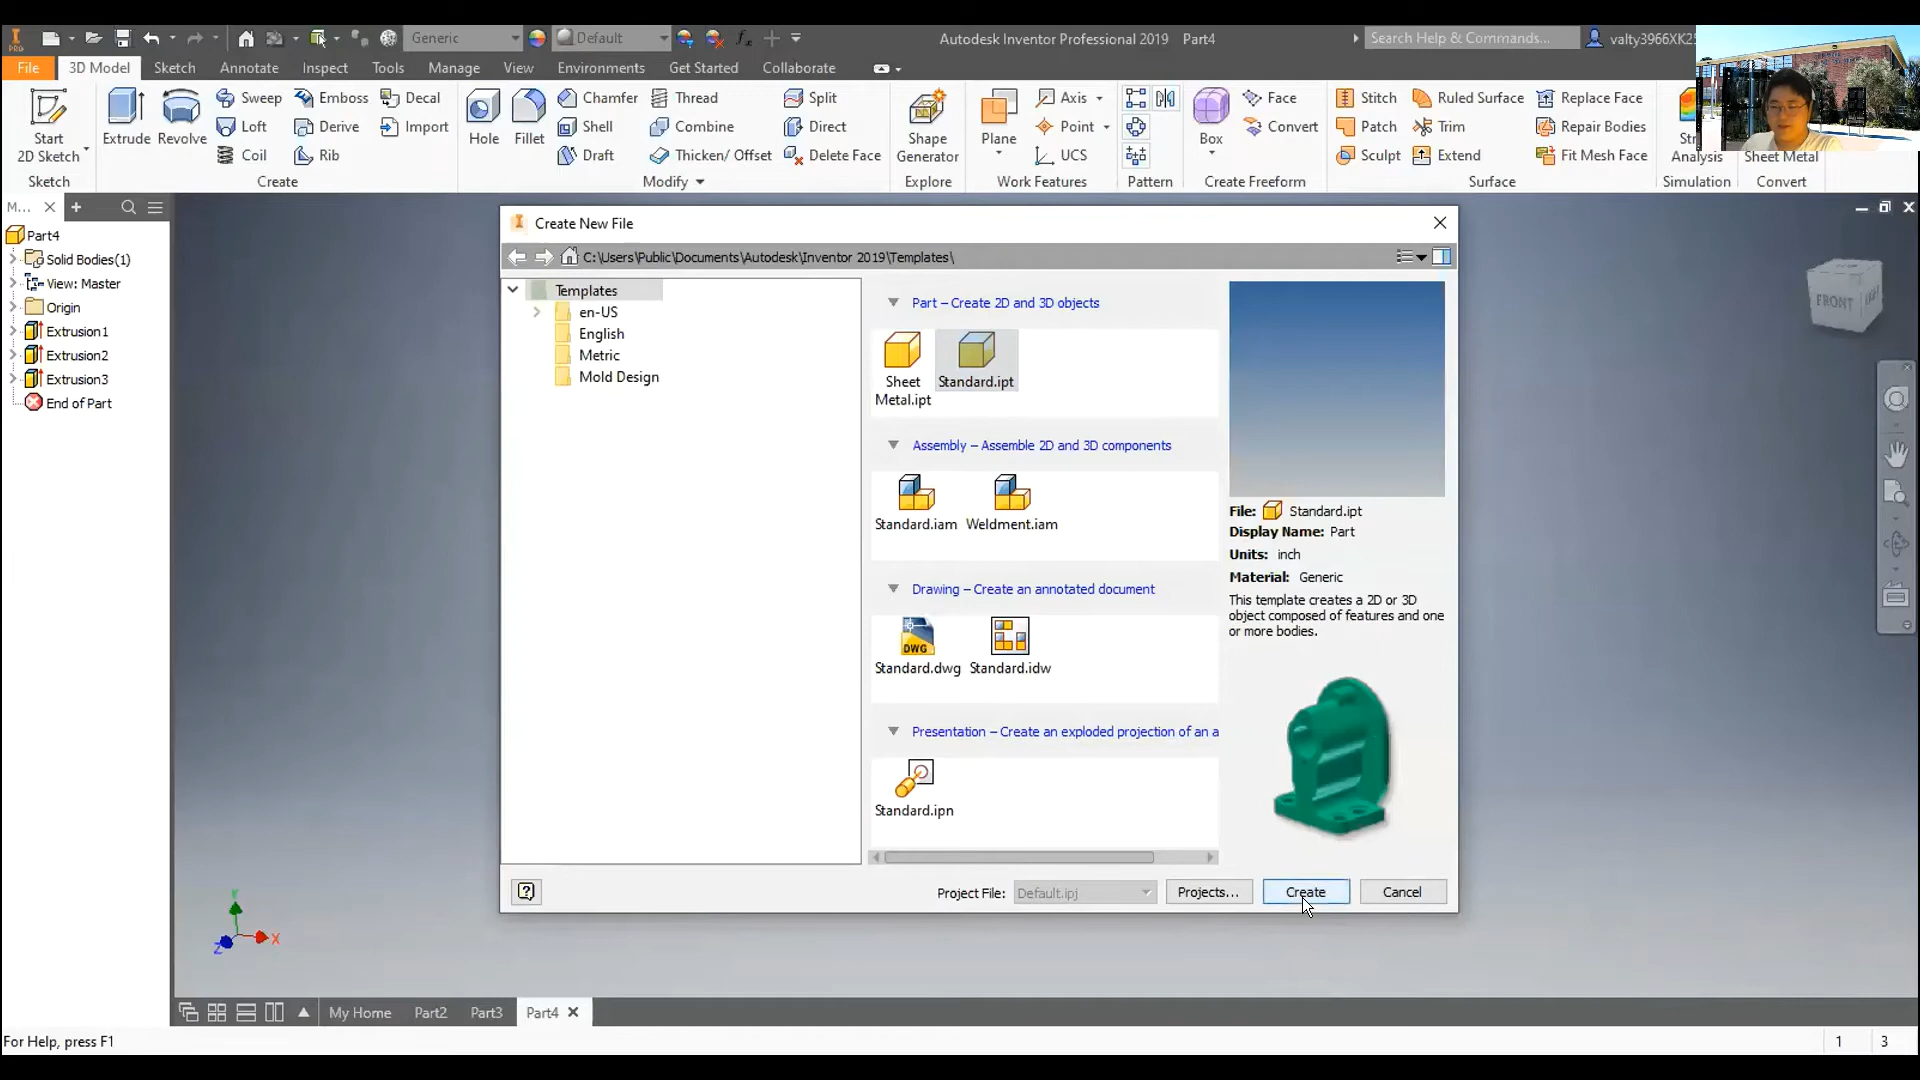 PRO
Generic
Default
Autodesk Inventor Professional 2019 Part4
Search Help & Commands...
File
3D Model
Sketch
Annotate
Inspect
Tools
Manage
View
Environments
Get Started
Collaborate
Start
2D Sketch
Sketch
Extrude
Revolve
Sweep
Loft
Coil
Emboss
Derive
Rib
Decal
Import
Create
Hole
Fillet
Chamfer
Shell
Draft
Thread
Combine
Thicken/ Offset
Split
Direct
Delete Face
Modify
Shape
Generator
Explore
Plane
Axis
Point
UCS
Work Features
Pattern
Box
Face
Convert
Create Freeform
Stitch
Patch
Sculpt
Ruled Surface
Trim
Extend
Replace Face
Repair Bodies
Fit Mesh Face
Surface
Analysis
Simulation
Sheet Metal
Convert
M...
Part4
Solid Bodies(1)
View: Master
Origin
Extrusion1
Extrusion2
Extrusion3
End of Part
Create New File
C:\Users\Public\Documents\Autodesk\Inventor 2019\Templates\
Templates
en-US
English
Metric
Mold Design
Part – Create 2D and 3D objects
Sheet
Metal.ipt
Standard.ipt
Assembly – Assemble 2D and 3D components
Standard.iam
Weldment.iam
Drawing – Create an annotated document
DWG
Standard.dwg
Standard.idw
Presentation – Create an exploded projection of an a
Standard.ipn
File: Standard.ipt
Display Name: Part
Units: inch
Material: Generic
This template creates a 2D or 3D
object composed of features and one
or more bodies.
Project File:
Default.ipj
Projects...
Create
Cancel
FRONT
Y
X
Z
My Home
Part2
Part3
Part4
For Help, press F1
1
3